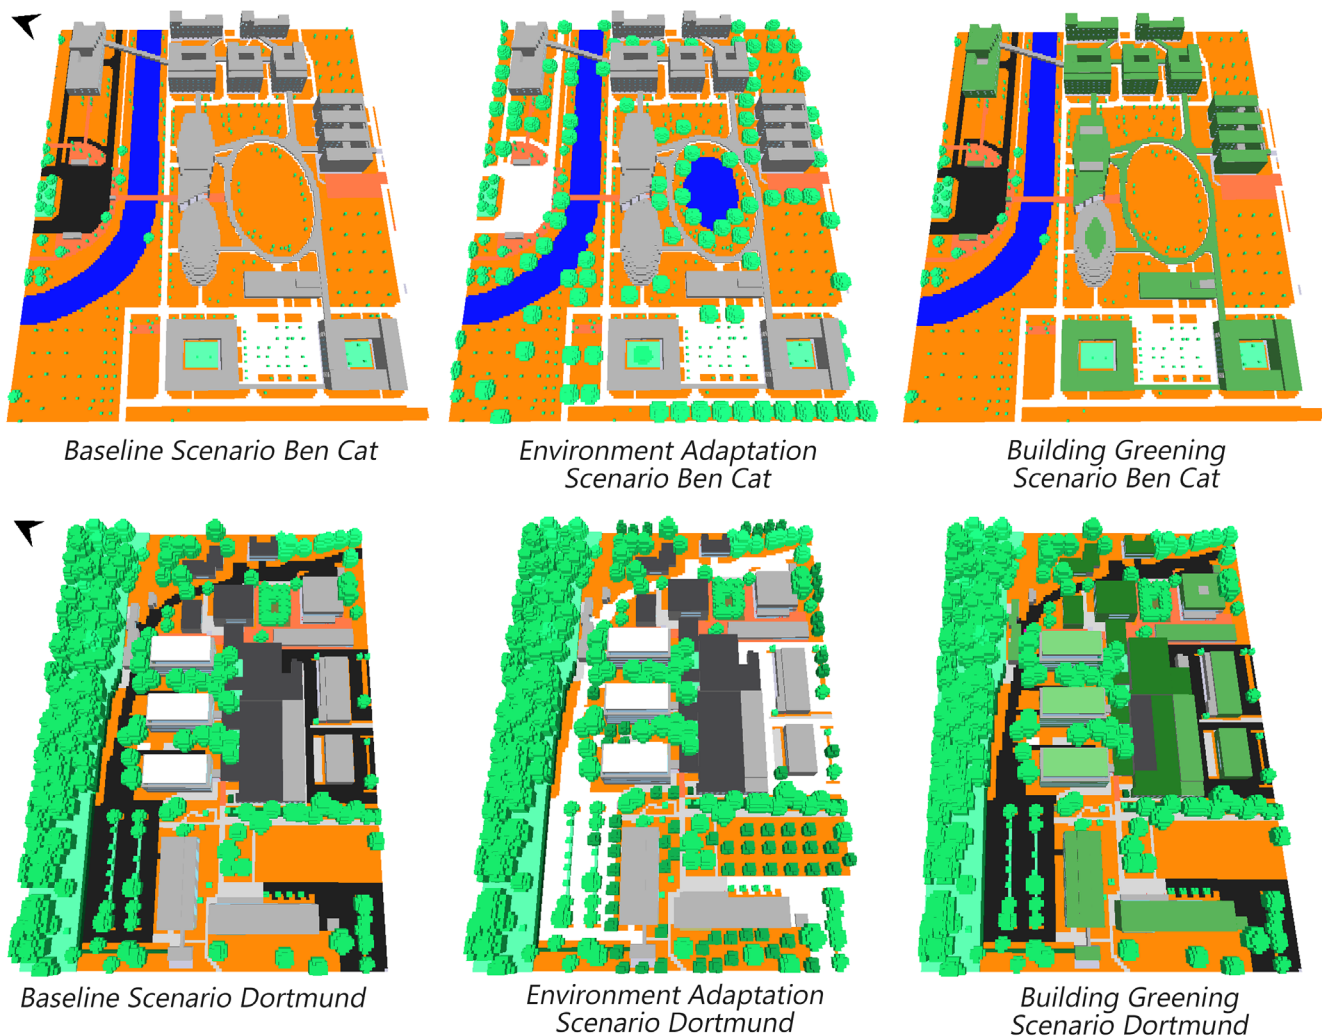 Baseline Scenario Ben Cat
Environment Adaptation
Scenario Ben Cat
Building Greening
Scenario Ben Cat
Baseline Scenario Dortmund
Environment Adaptation
Scenario Dortmund
Building Greening
Scenario Dortmund